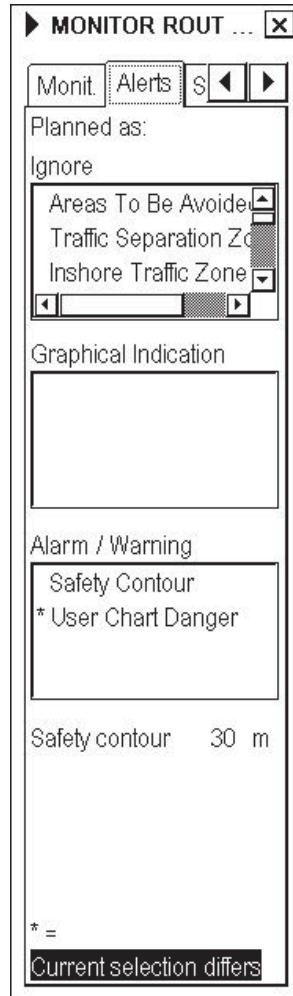 MONITOR ROUT ...
Monit. Alerts S
Planned as:
Ignore
Areas To Be Avoided
Traffic Separation Zo
Inshore Traffic Zone
Graphical Indication
Alarm / Warning
Safety Contour
* User Chart Danger
Safety contour 30 m
* =
Current selection differs